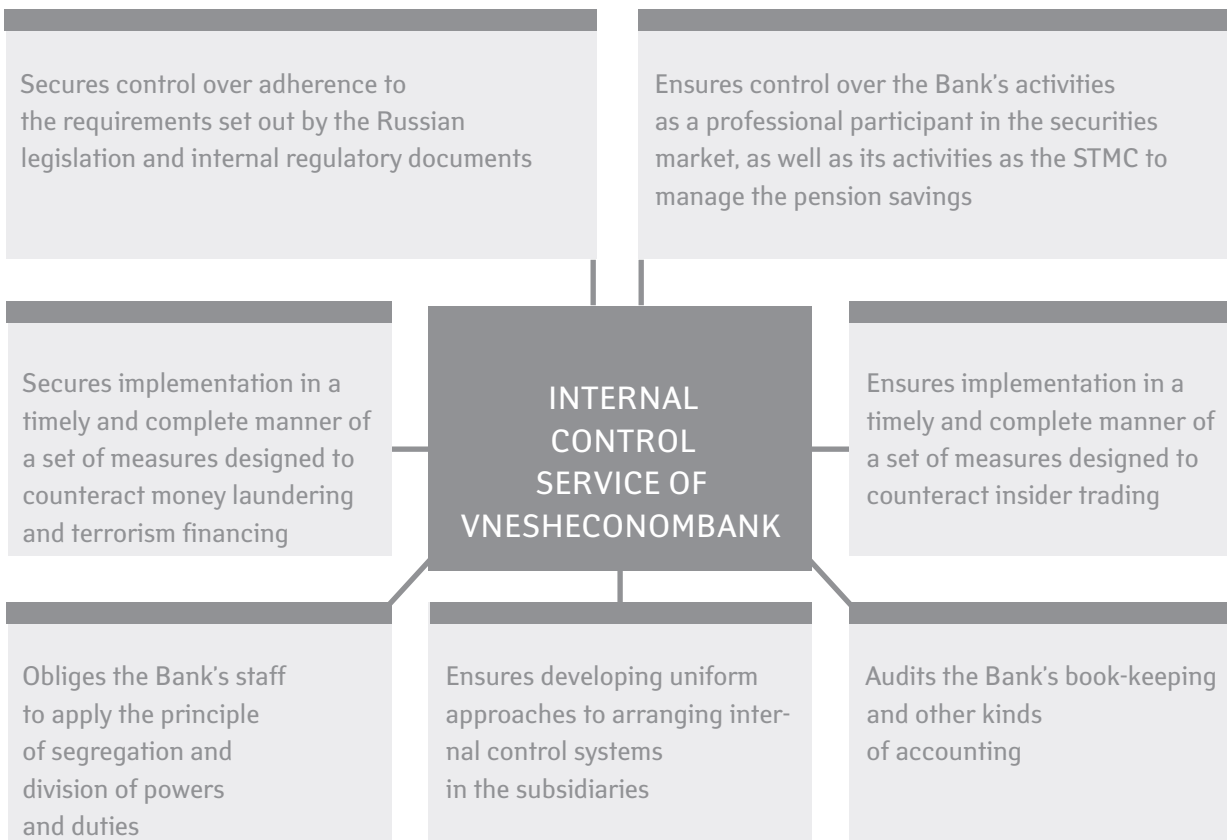 Secures control over adherence to
the requirements set out by the Russian
legislation and internal regulatory documents
Ensures control over the Bank’s activities
as a professional participant in the securities
market, as well as its activities as the STMC to
manage the pension savings
Secures implementation in a
timely and complete manner of
a set of measures designed to
counteract money laundering
and terrorism financing
INTERNAL
CONTROL
SERVICE OF
VNESHECONOMBANK
Ensures implementation in a
timely and complete manner of
a set of measures designed to
counteract insider trading
Obliges the Bank’s staff
to apply the principle
of segregation and
division of powers
and duties
Ensures developing uniform
approaches to arranging inter-
nal control systems
in the subsidiaries
Audits the Bank’s book-keeping
and other kinds
of accounting